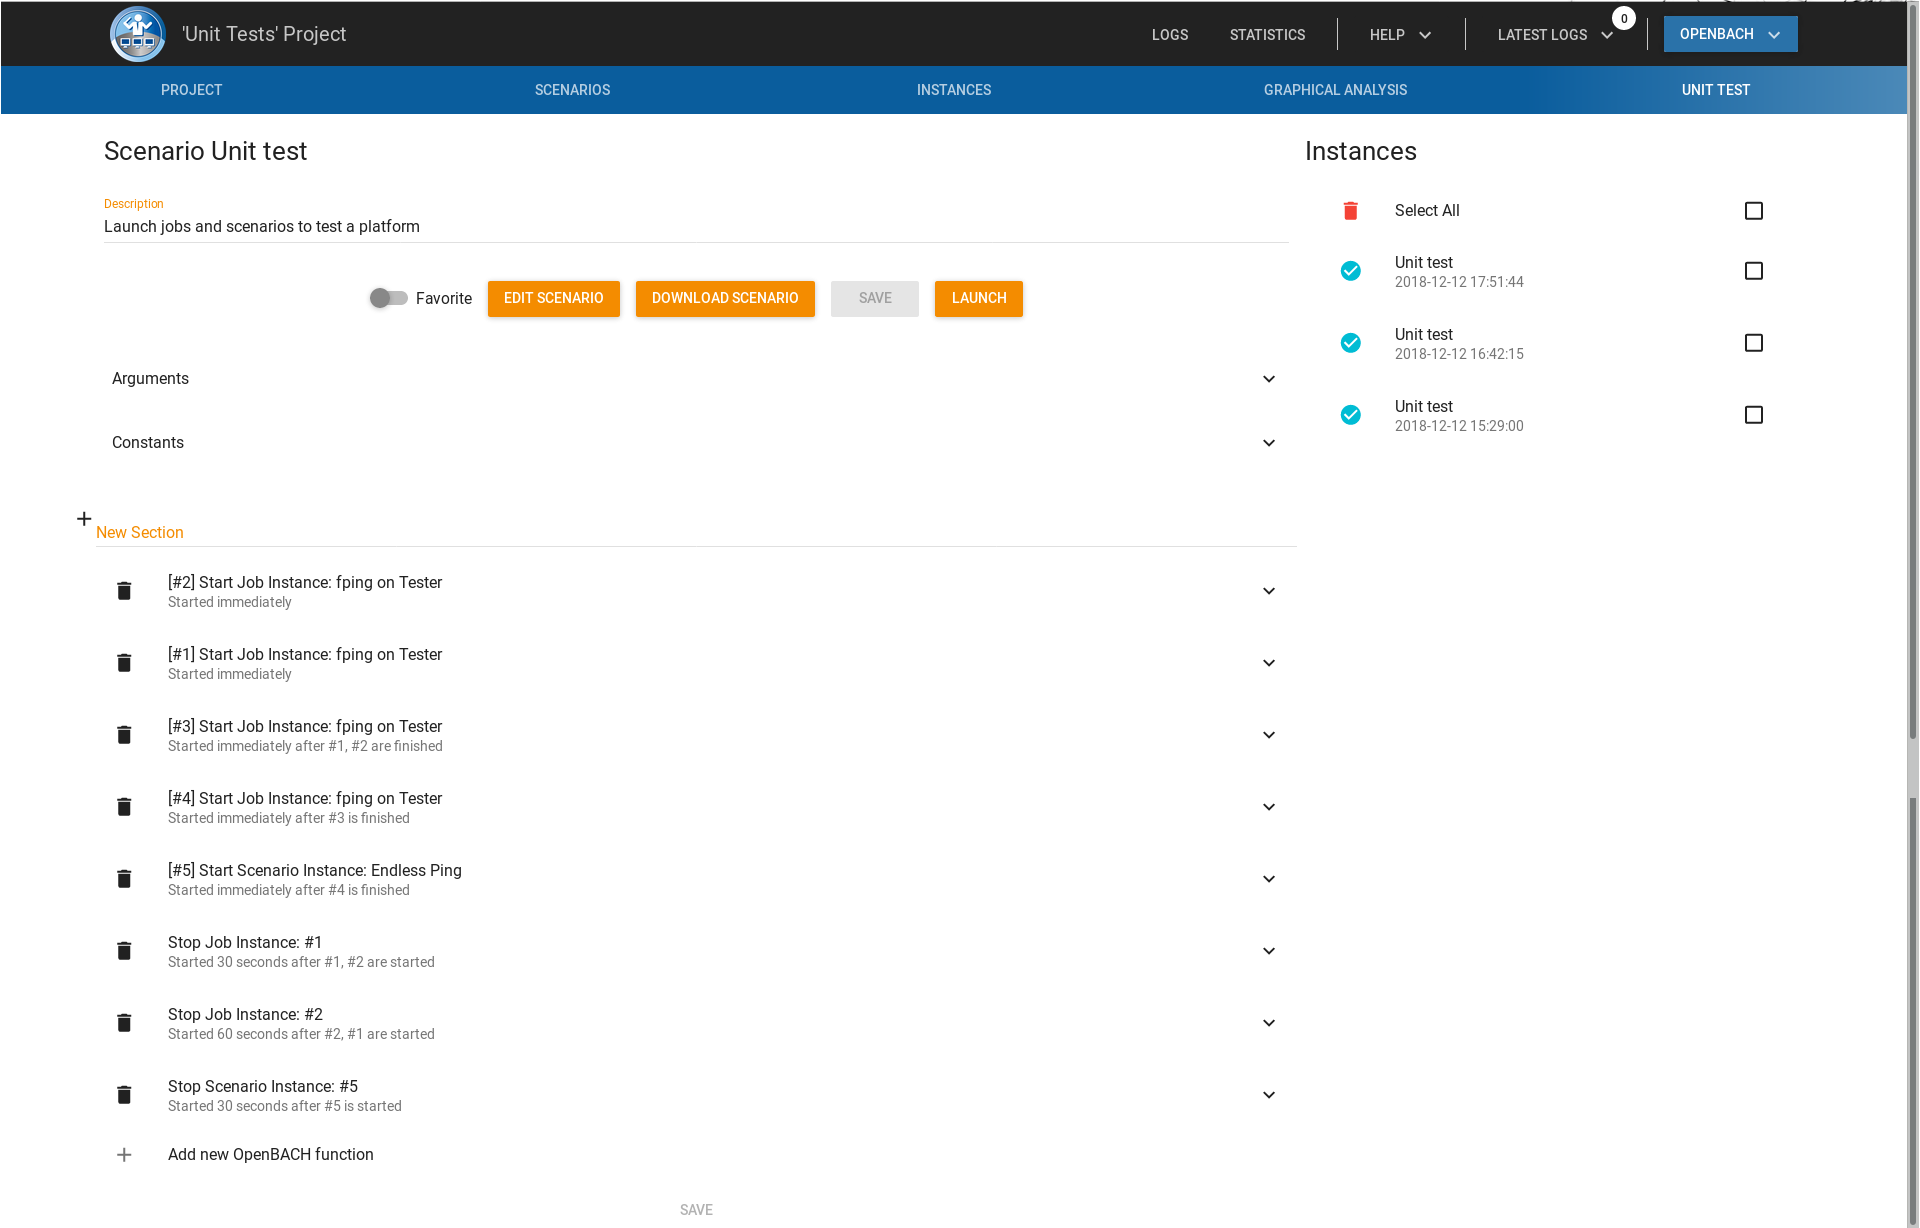 'Unit Tests' Project
LOGS
STATISTICS
HELP
LATEST LOGS
0
OPENBACH
PROJECT
SCENARIOS
INSTANCES
GRAPHICAL ANALYSIS
UNIT TEST
Scenario Unit test
Description
Launch jobs and scenarios to test a platform
Favorite
EDIT SCENARIO
DOWNLOAD SCENARIO
SAVE
LAUNCH
Arguments
Constants
New Section
[#2] Start Job Instance: fping on Tester
Started immediately
[#1] Start Job Instance: fping on Tester
Started immediately
[#3] Start Job Instance: fping on Tester
Started immediately after #1, #2 are finished
[#4] Start Job Instance: fping on Tester
Started immediately after #3 is finished
[#5] Start Scenario Instance: Endless Ping
Started immediately after #4 is finished
Stop Job Instance: #1
Started 30 seconds after #1, #2 are started
Stop Job Instance: #2
Started 60 seconds after #2, #1 are started
Stop Scenario Instance: #5
Started 30 seconds after #5 is started
Add new OpenBACH function
SAVE
Instances
Select All
Unit test
2018-12-12 17:51:44
Unit test
2018-12-12 16:42:15
Unit test
2018-12-12 15:29:00